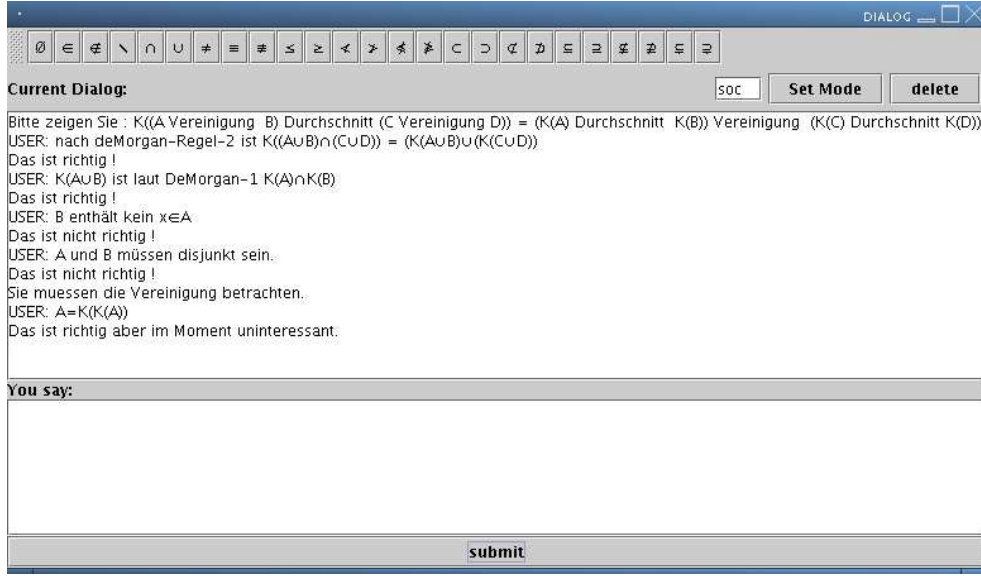 DIALOG
∅ ∈ ∉ \ ∩ ∪ ≠ ≡ ≢ ≤ ≥ ≮ ≯ ≰ ≱ ⊂ ⊃ ⊄ ⊅ ⊆ ⊇ ⊈ ⊉ ⊊ ⊋
Current Dialog: soc Set Mode delete
Bitte zeigen Sie : K((A Vereinigung B) Durchschnitt (C Vereinigung D)) = (K(A) Durchschnitt K(B)) Vereinigung (K(C) Durchschnitt K(D))
USER: nach deMorgan-Regel-2 ist K((A∪B)∩(C∪D)) = (K(A∪B)∪(K(C∪D))
Das ist richtig !
USER: K(A∪B) ist laut DeMorgan-1 K(A)∩K(B)
Das ist richtig !
USER: B enthält kein x∈A
Das ist nicht richtig !
USER: A und B müssen disjunkt sein.
Das ist nicht richtig !
Sie muessen die Vereinigung betrachten.
USER: A=K(K(A))
Das ist richtig aber im Moment uninteressant.
You say:
submit